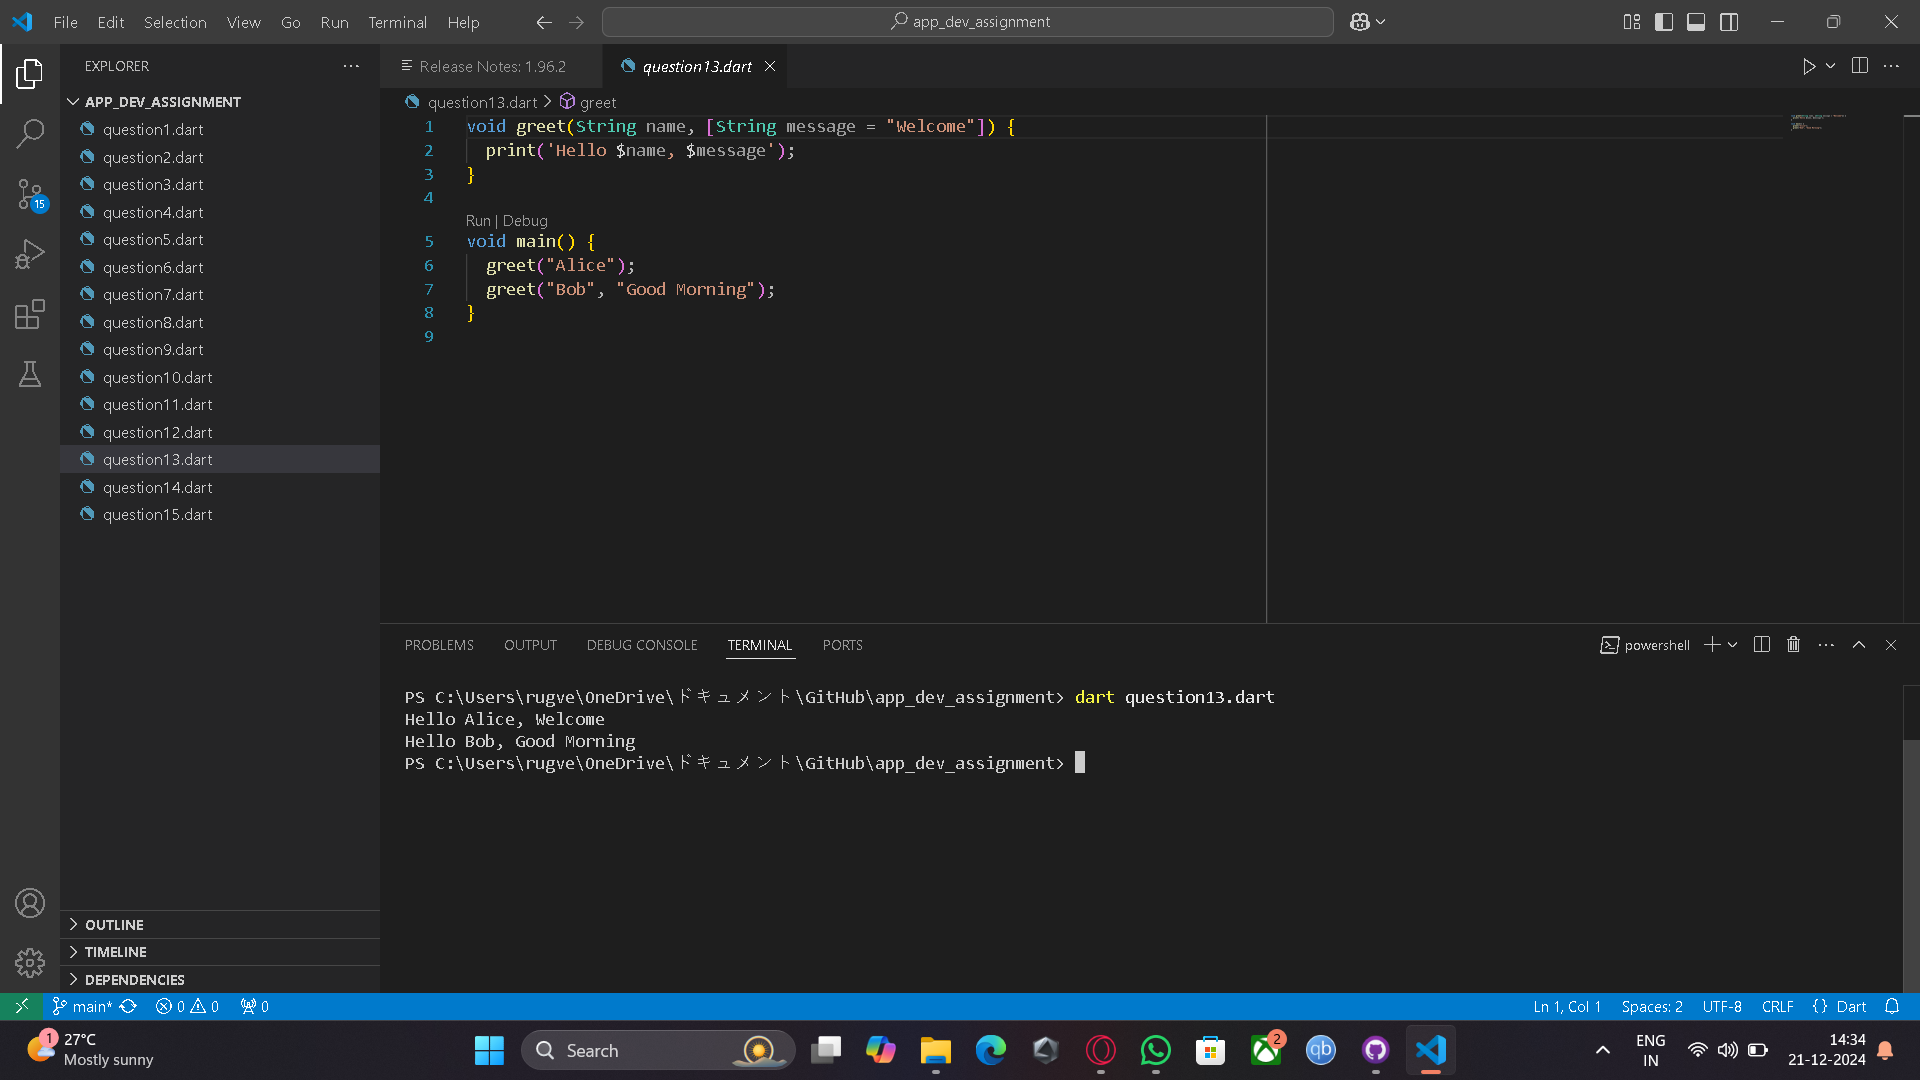 File Edit Selection View Go Run Terminal Help
app_dev_assignment
EXPLORER
Release Notes: 1.96.2
question13.dart
APP_DEV_ASSIGNMENT
question1.dart
question2.dart
question3.dart
question4.dart
question5.dart
question6.dart
question7.dart
question8.dart
question9.dart
question10.dart
question11.dart
question12.dart
question13.dart
question14.dart
question15.dart
15
OUTLINE
TIMELINE
DEPENDENCIES
question13.dart > greet
1 void greet(String name, [String message = "Welcome"]) {
2 print('Hello $name, $message');
3 }
4
Run | Debug
5 void main() {
6 greet("Alice");
7 greet("Bob", "Good Morning");
8 }
9
PROBLEMS OUTPUT DEBUG CONSOLE TERMINAL PORTS
powershell
PS C:\Users\rugve\OneDrive\ドキュメント\GitHub\app_dev_assignment> dart question13.dart
Hello Alice, Welcome
Hello Bob, Good Morning
PS C:\Users\rugve\OneDrive\ドキュメント\GitHub\app_dev_assignment>
main* 0 0 0
Ln 1, Col 1 Spaces: 2 UTF-8 CRLF {} Dart
1
27°C
Mostly sunny
Search
2
qb
ENG
IN
14:34
21-12-2024